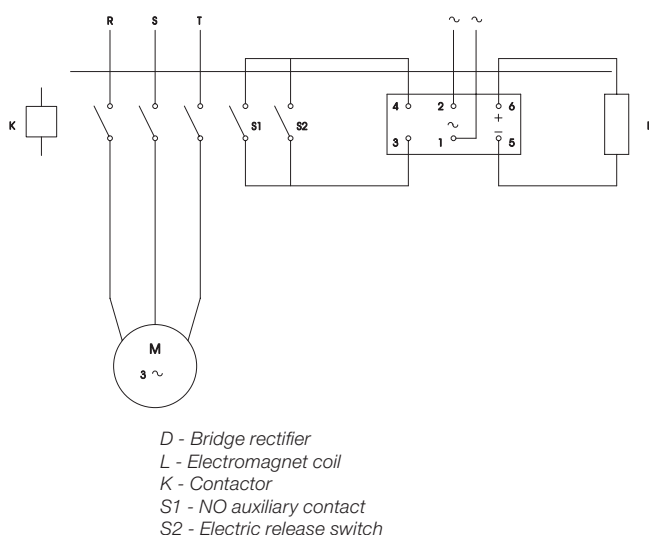 R S T ~ ~
K S1 S2 4 2 6
~ +
3 1 − 5
M
3 ~
D - Bridge rectifier
L - Electromagnet coil
K - Contactor
S1 - NO auxiliary contact
S2 - Electric release switch